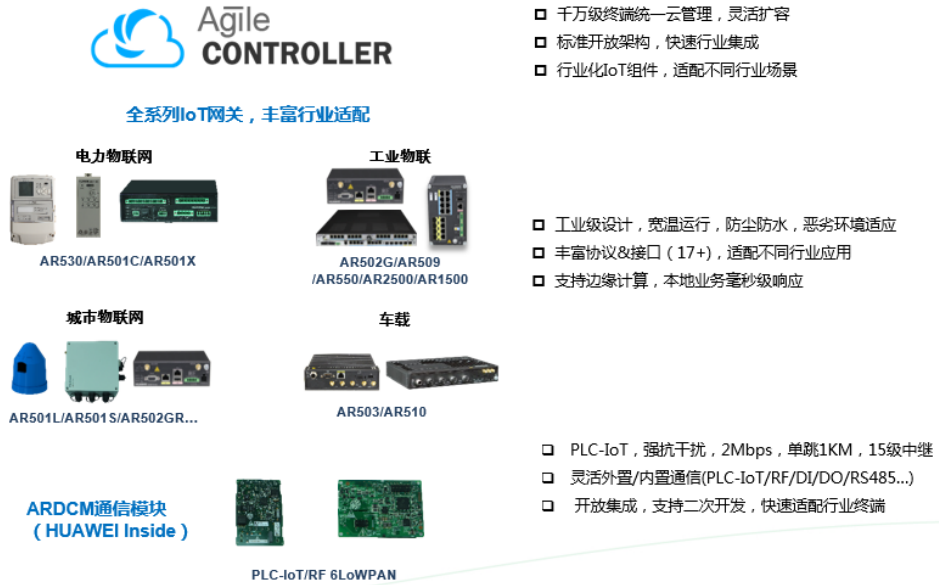 Agile
CONTROLLER
千万级终端统一云管理，灵活扩容
标准开放架构，快速行业集成
行业化IoT组件，适配不同行业场景
全系列IoT网关，丰富行业适配
电力物联网
AR530/AR501C/AR501X
工业物联
AR502G/AR509
/AR550/AR2500/AR1500
工业级设计，宽温运行，防尘防水，恶劣环境适应
丰富协议&接口（17+)，适配不同行业应用
支持边缘计算，本地业务毫秒级响应
城市物联网
AR501L/AR501S/AR502GR...
车载
AR503/AR510
ARDCM通信模块
（HUAWEI Inside）
PLC-IoT/RF 6LoWPAN
PLC-IoT，强抗干扰，2Mbps，单跳1KM，15级中继
灵活外置/内置通信(PLC-IoT/RF/DI/DO/RS485...)
开放集成，支持二次开发，快速适配行业终端